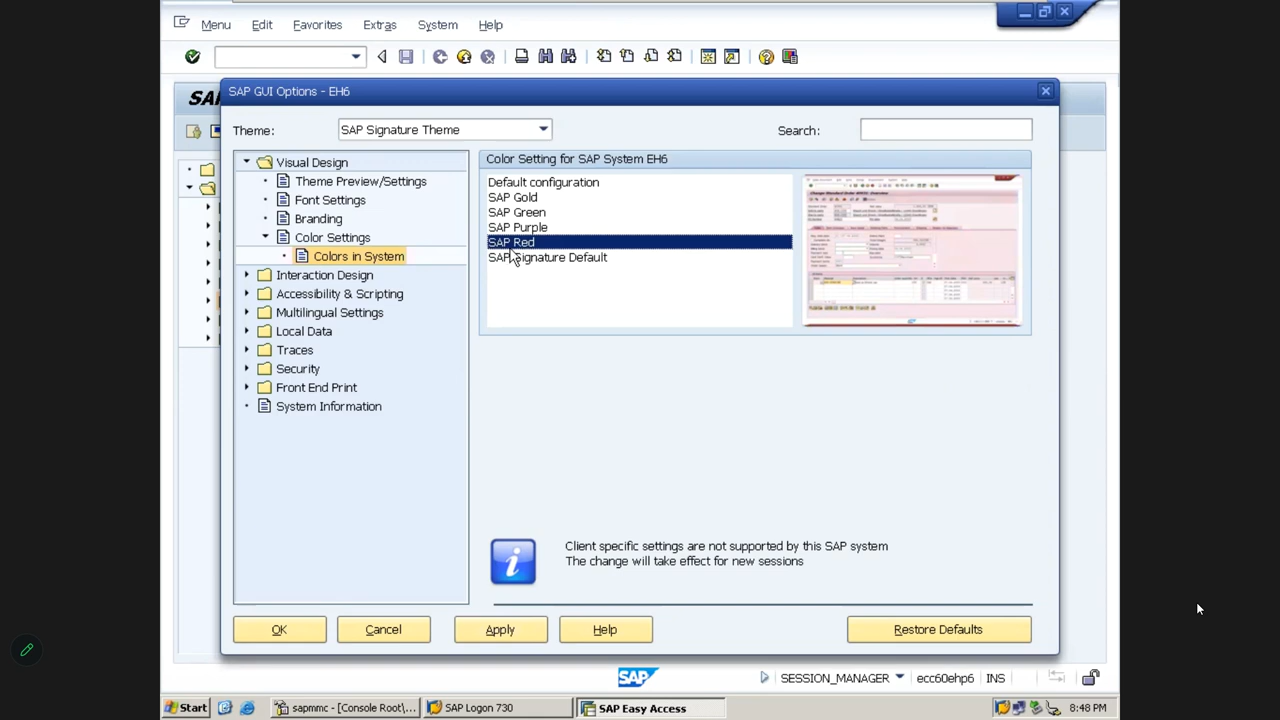 Menu Edit Favorites Extras System Help
SAP
SAP GUI Options - EH6
Theme: SAP Signature Theme Search:
Visual Design
Theme Preview/Settings
Font Settings
Branding
Color Settings
Colors in System
Interaction Design
Accessibility & Scripting
Multilingual Settings
Local Data
Traces
Security
Front End Print
System Information
Color Setting for SAP System EH6
Default configuration
SAP Gold
SAP Green
SAP Purple
SAP Red
SAP Signature Default
Client specific settings are not supported by this SAP system
The change will take effect for new sessions
OK Cancel Apply Help Restore Defaults
SAP SESSION_MANAGER ecc60ehp6 INS
Start sapmmc - [Console Root\... SAP Logon 730 SAP Easy Access 8:48 PM